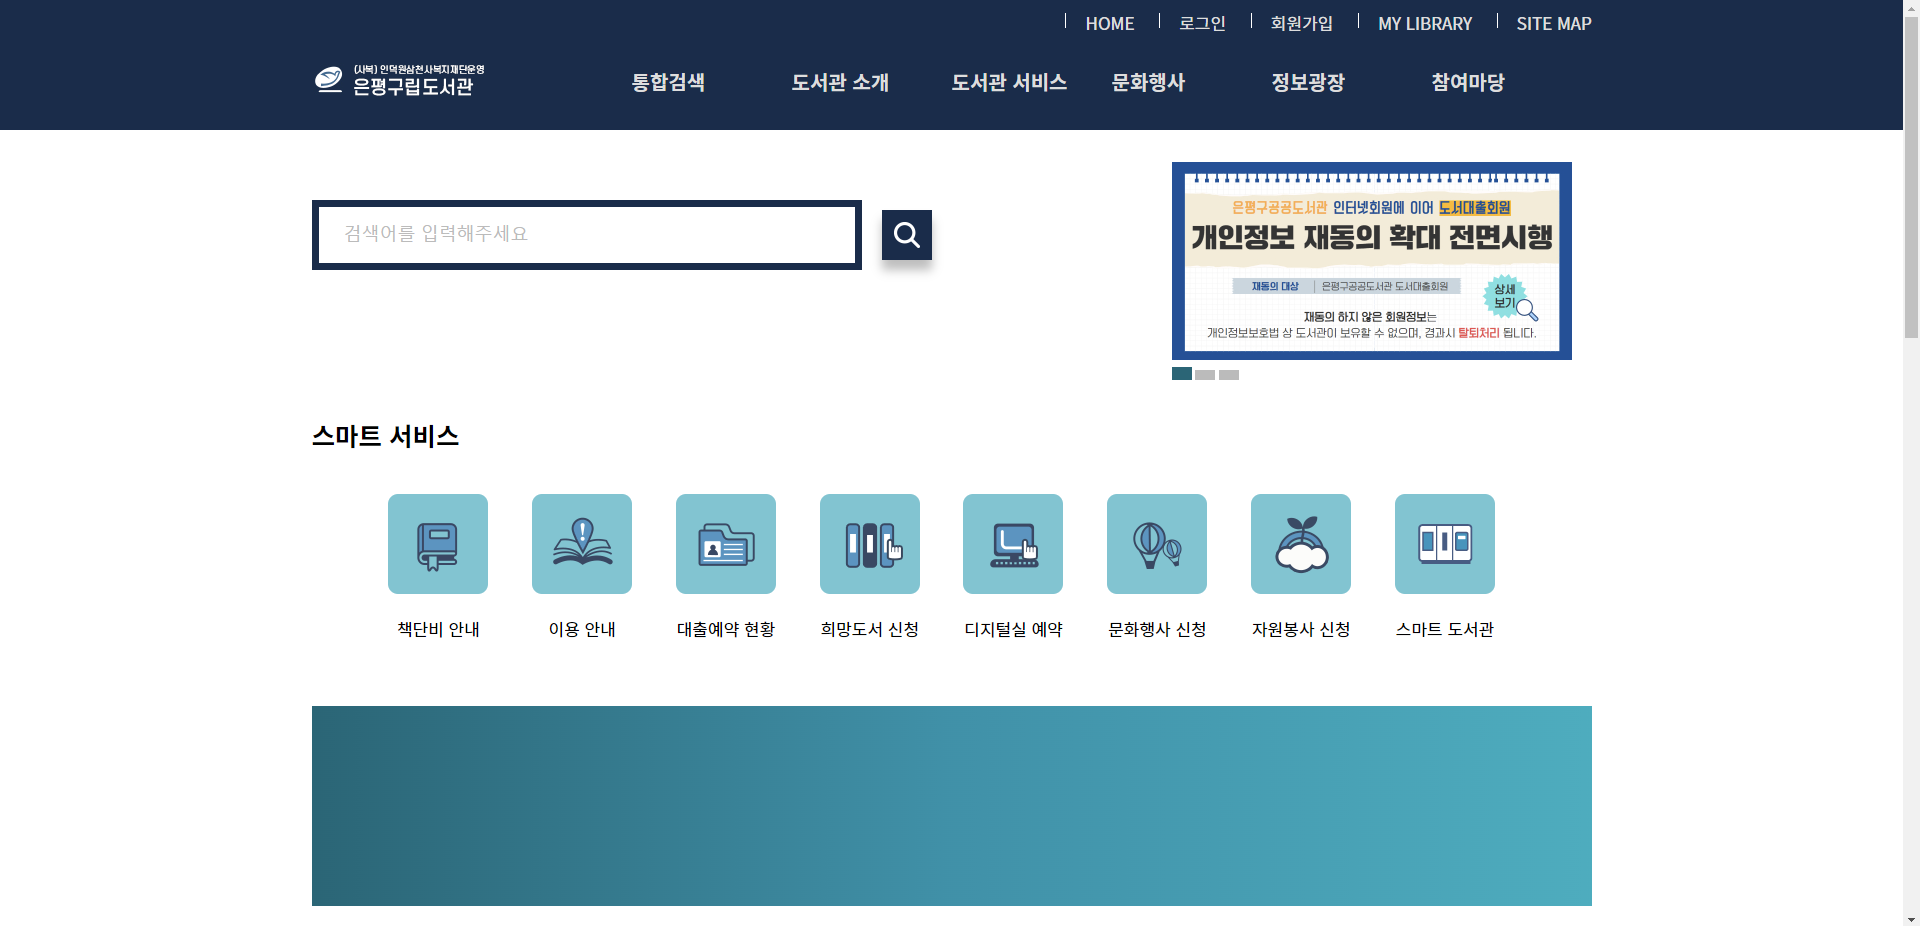 HOME
로그인
회원가입
MY LIBRARY
SITE MAP
(사복) 인덕원삼천사복지재단운영
은평구립도서관
통합검색
도서관 소개
도서관 서비스
문화행사
정보광장
참여마당
검색어를 입력해주세요
은평구공공도서관 인터넷회원에 이어 도서대출회원
개인정보 재동의 확대 전면시행
재동의 대상 | 은평구공공도서관 도서대출회원
상세
보기
재동의 하지 않은 회원정보는
개인정보보호법 상 도서관이 보유할 수 없으며, 경과시 탈퇴처리 됩니다.
스마트 서비스
책단비 안내
이용 안내
대출예약 현황
희망도서 신청
디지털실 예약
문화행사 신청
자원봉사 신청
스마트 도서관